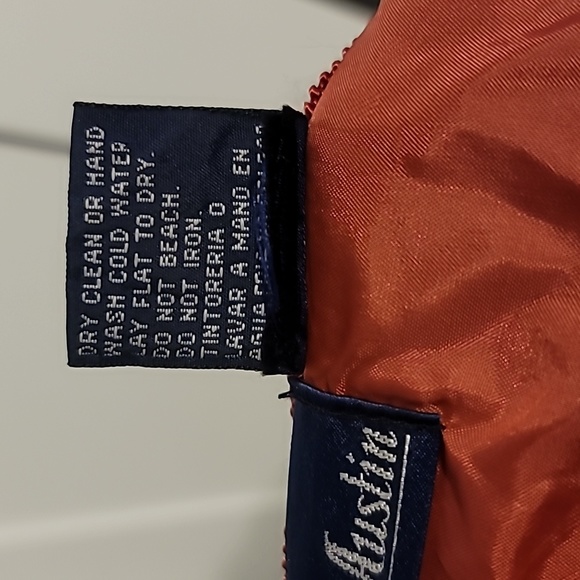 DRY CLEAN OR HAND
WASH COLD WATER
LAY FLAT TO DRY.
DO NOT BEACH.
DO NOT IRON
TINTORERIA O
LAVAR A MANO EN
Austin